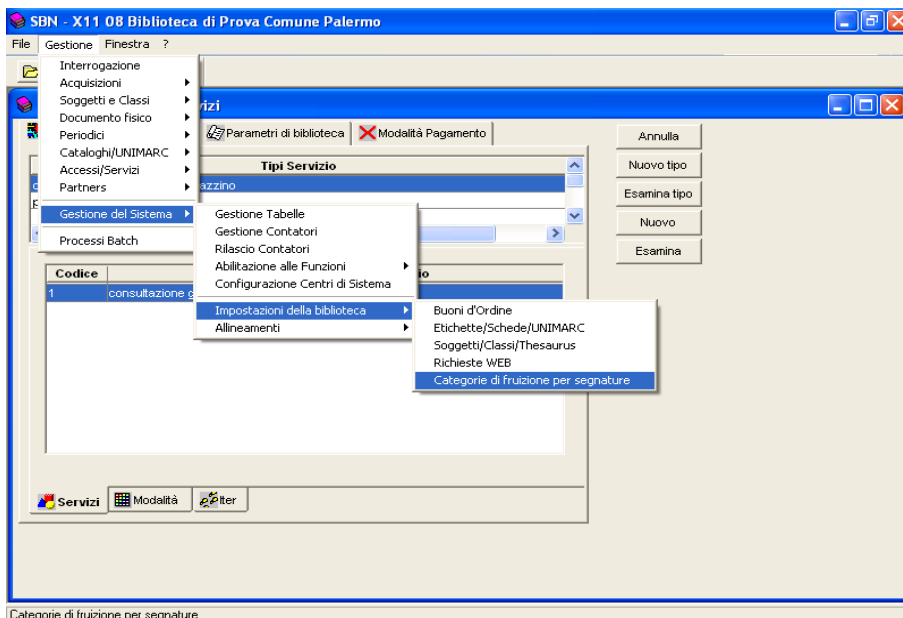 SBN - X11 08 Biblioteca di Prova Comune Palermo
File Gestione Finestra ?
Interrogazione
Acquisizioni
Soggetti e Classi
Documento fisico
Periodici
Cataloghi/UNIMARC
Accessi/Servizi
Partners
Gestione del Sistema
Processi Batch
Gestione Tabelle
Gestione Contatori
Rilascio Contatori
Abilitazione alle Funzioni
Configurazione Centri di Sistema
Impostazioni della biblioteca
Allineamenti
Buoni d'Ordine
Etichette/Schede/UNIMARC
Soggetti/Classi/Thesaurus
Richieste WEB
Categorie di fruizione per segnature
Parametri di biblioteca Modalità Pagamento
Tipi Servizio
Annulla
Nuovo tipo
Esamina tipo
Nuovo
Esamina
Codice
1 consultazione
Servizi Modalità Iter
Categorie di fruizione per segnature